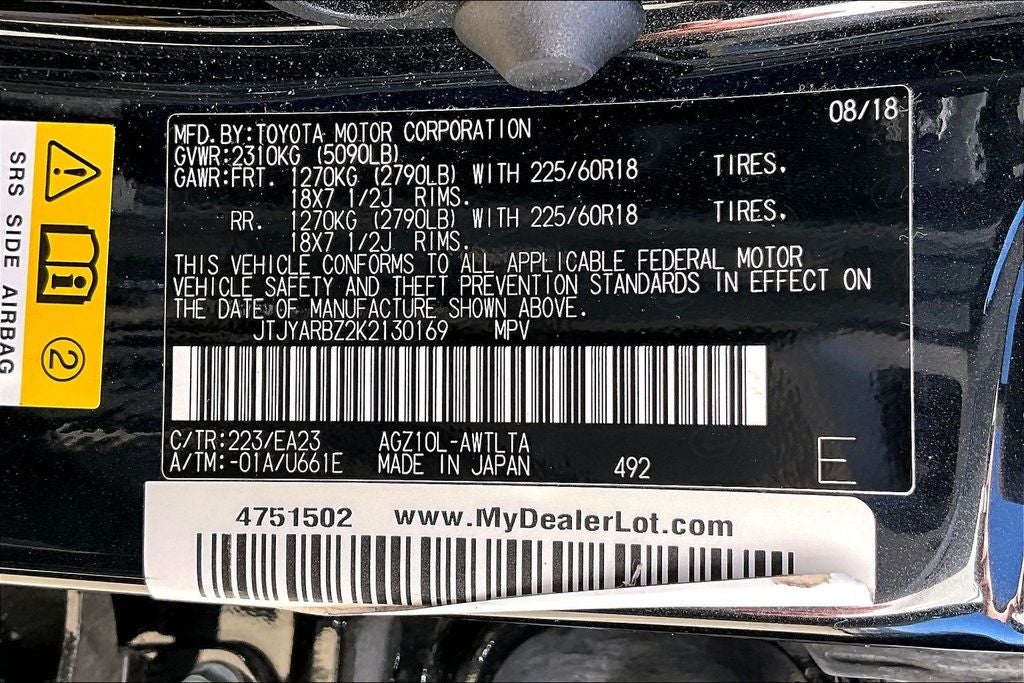 08/18
MFD.BY:TOYOTA MOTOR CORPORATION
GVWR:2310KG (5090LB)
GAWR:FRT. 1270KG (2790LB) WITH 225/60R18 TIRES.
18X7 1/2J RIMS.
RR. 1270KG (2790LB) WITH 225/60R18 TIRES.
18X7 1/2J RIMS.
THIS VEHICLE CONFORMS TO ALL APPLICABLE FEDERAL MOTOR
VEHICLE SAFETY AND THEFT PREVENTION STANDARDS IN EFFECT ON
THE DATE OF MANUFACTURE SHOWN ABOVE.
JTJYARBZ2K2130169 MPV
C/TR:223/EA23 AGZ10L-AWTLTA
A/TM:-01A/U661E MADE IN JAPAN 492 E
4751502 www.MyDealerLot.com
SRS SIDE AIRBAG
2